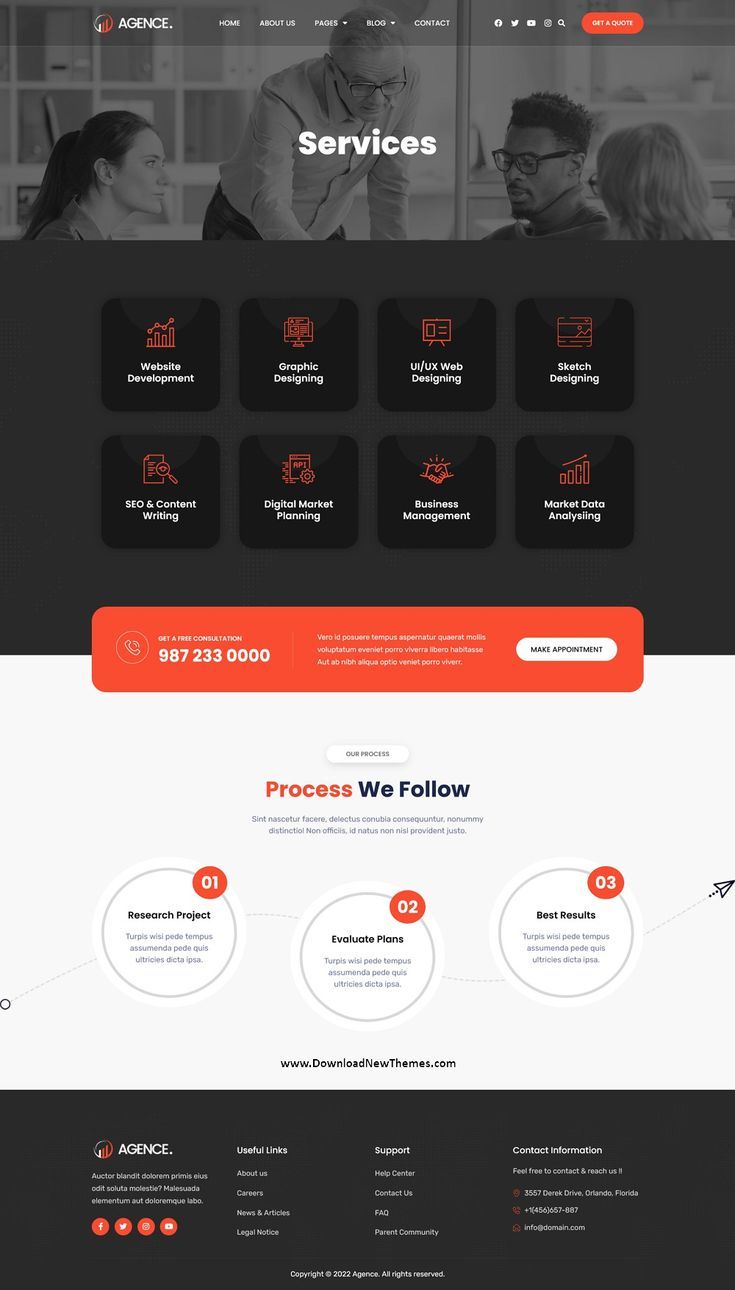 AGENCE.
HOME ABOUT US PAGES BLOG CONTACT
GET A QUOTE
Services
Website
Development
Graphic
Designing
UI/UX Web
Designing
Sketch
Designing
SEO & Content
Writing
API
Digital Market
Planning
Business
Management
Market Data
Analysiing
GET A FREE CONSULTATION
987 233 0000
Vero id posuere tempus aspernatur quaerat mollis
voluptatum eveniet porro viverra libero habitasse
Aut ab nibh aliqua optio veniet porro viverr.
MAKE APPOINTMENT
OUR PROCESS
Process We Follow
Sint nascetur facere, delectus conubia consequuntur, nonummy
distinctio! Non officiis, id natus non nisl provident justo.
01
Research Project
Turpis wisi pede tempus
assumenda pede quis
ultricies dicta ipsa.
02
Evaluate Plans
Turpis wisi pede tempus
assumenda pede quis
ultricies dicta ipsa.
03
Best Results
Turpis wisi pede tempus
assumenda pede quis
ultricies dicta ipsa.
www.DownloadNewThemes.com
AGENCE.
Auctor blandit dolorem primis eius
odit soluta molestie? Malesuada
elementum aut doloremque labo.
Useful Links
About us
Careers
News & Articles
Legal Notice
Support
Help Center
Contact Us
FAQ
Parent Community
Contact Information
Feel free to contact & reach us !!
3557 Derek Drive, Orlando, Florida
+1(456)657-887
info@domain.com
Copyright © 2022 Agence. All rights reserved.